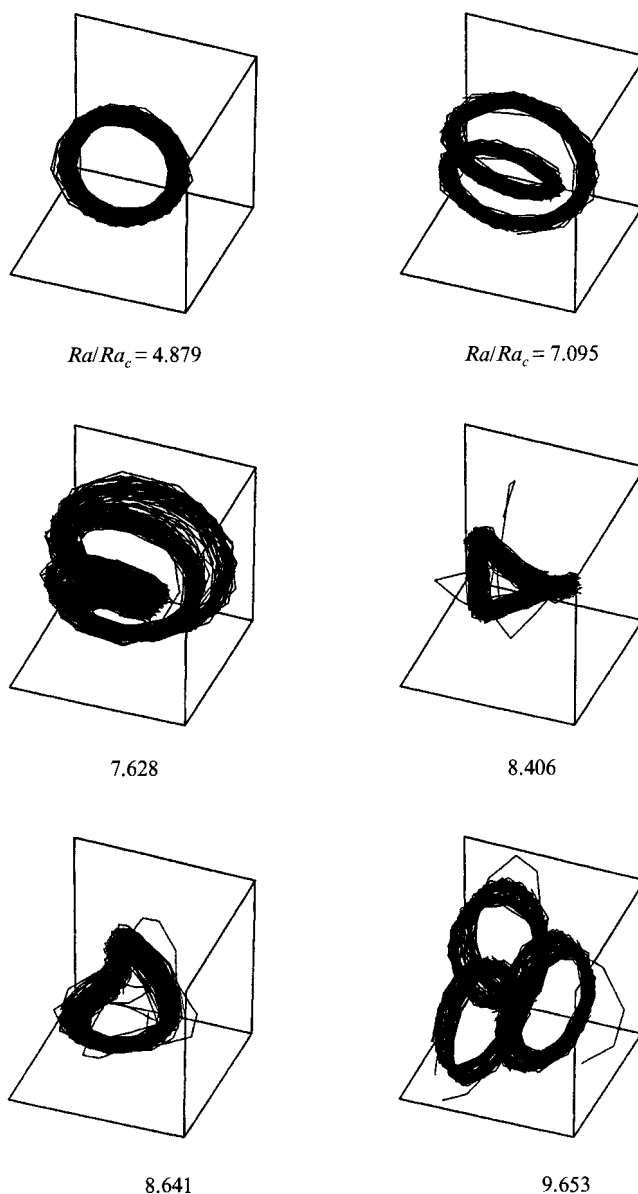 Ra/Ra_c = 4.879
Ra/Ra_c = 7.095
7.628
8.406
8.641
9.653